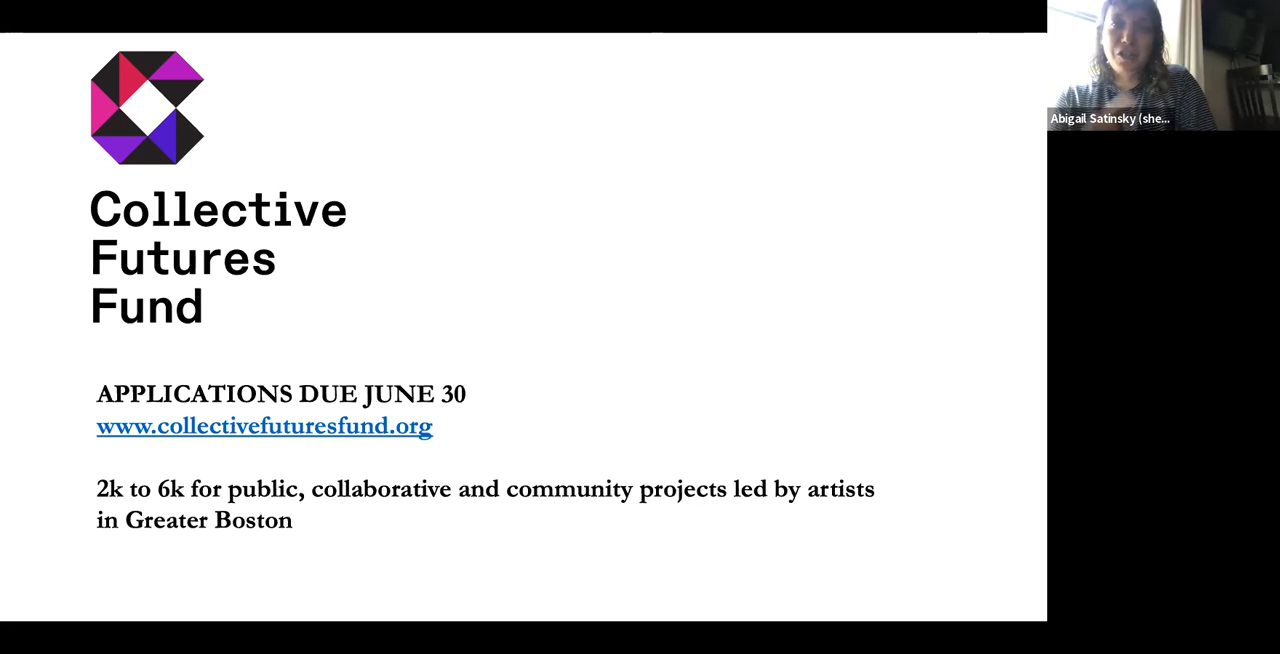 Collective
Futures
Fund
APPLICATIONS DUE JUNE 30
www.collectivefuturesfund.org
2k to 6k for public, collaborative and community projects led by artists
in Greater Boston
Abigail Satinsky (she...